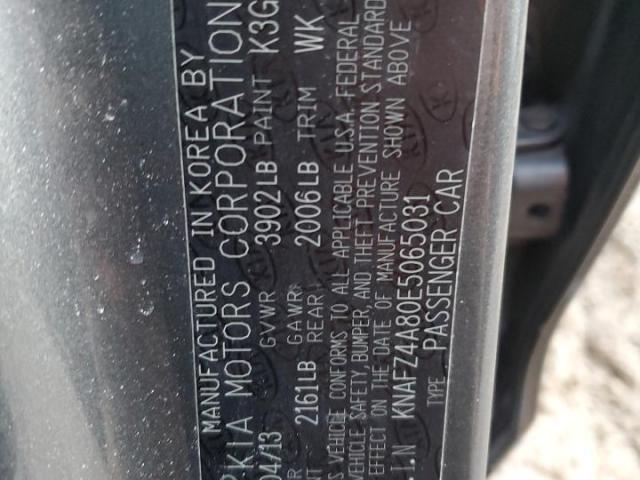 MANUFACTURED IN KOREA BY
KIA MOTORS CORPORATION
04/13 GVWR 3902LB PAINT K3G
2161LB GAWR REAR 2006LB TRIM WK
VEHICLE CONFORMS TO ALL APPLICABLE U.S.A. FEDERAL
VEHICLE-SAFETY, BUMPER, AND THEFT PREVENTION STANDARD
EFFECT ON THE DATE OF MANUFACTURE SHOWN ABOVE
V.I.N KNAFZ4A80E5065031
TYPE: PASSENGER CAR